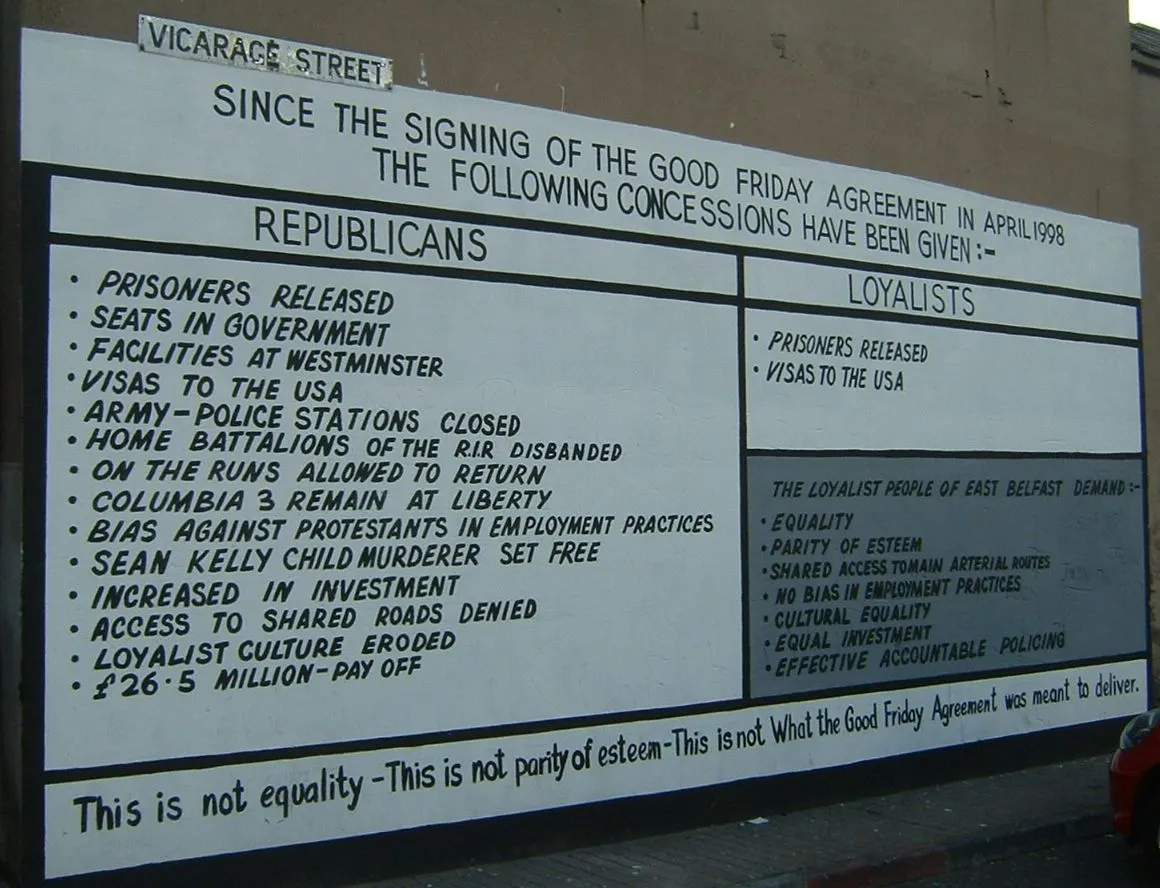 VICARAGE STREET
SINCE THE SIGNING OF THE GOOD FRIDAY AGREEMENT IN APRIL 1998
THE FOLLOWING CONCESSIONS HAVE BEEN GIVEN :-
REPUBLICANS
• PRISONERS RELEASED
• SEATS IN GOVERNMENT
• FACILITIES AT WESTMINSTER
• VISAS TO THE USA
• ARMY-POLICE STATIONS CLOSED
• HOME BATTALIONS OF THE R.I.R DISBANDED
• ON THE RUNS ALLOWED TO RETURN
• COLUMBIA 3 REMAIN AT LIBERTY
• BIAS AGAINST PROTESTANTS IN EMPLOYMENT PRACTICES
• SEAN KELLY CHILD MURDERER SET FREE
• INCREASED IN INVESTMENT
• ACCESS TO SHARED ROADS DENIED
• LOYALIST CULTURE ERODED
• £26.5 MILLION-PAY OFF
LOYALISTS
• PRISONERS RELEASED
• VISAS TO THE USA
THE LOYALIST PEOPLE OF EAST BELFAST DEMAND :-
• EQUALITY
• PARITY OF ESTEEM
• SHARED ACCESS TO MAIN ARTERIAL ROUTES
• NO BIAS IN EMPLOYMENT PRACTICES
• CULTURAL EQUALITY
• EQUAL INVESTMENT
• EFFECTIVE ACCOUNTABLE POLICING
This is not equality - This is not parity of esteem - This is not What the Good Friday Agreement was meant to deliver.